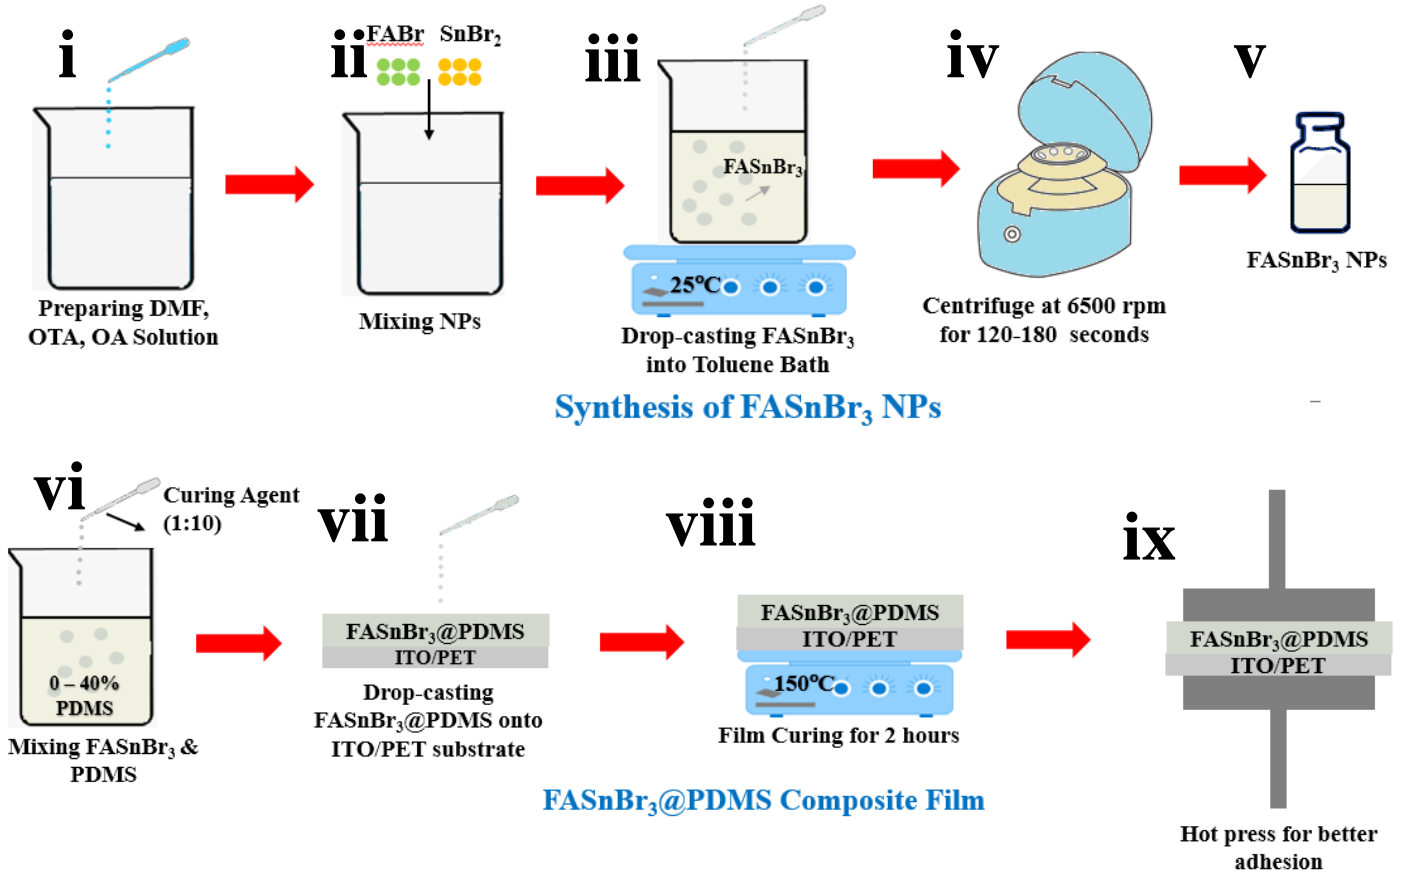 i
Preparing DMF,
OTA, OA Solution
ii
FABr SnBr₂
Mixing NPs
iii
FASnBr₃
25°C
Drop-casting FASnBr₃
into Toluene Bath
iv
Centrifuge at 6500 rpm
for 120-180 seconds
v
FASnBr₃ NPs
Synthesis of FASnBr₃ NPs
vi
Curing Agent
(1:10)
0 – 40%
PDMS
Mixing FASnBr₃ &
PDMS
vii
FASnBr₃@PDMS
ITO/PET
Drop-casting
FASnBr₃@PDMS onto
ITO/PET substrate
viii
FASnBr₃@PDMS
ITO/PET
150°C
Film Curing for 2 hours
ix
FASnBr₃@PDMS
ITO/PET
Hot press for better
adhesion
FASnBr₃@PDMS Composite Film